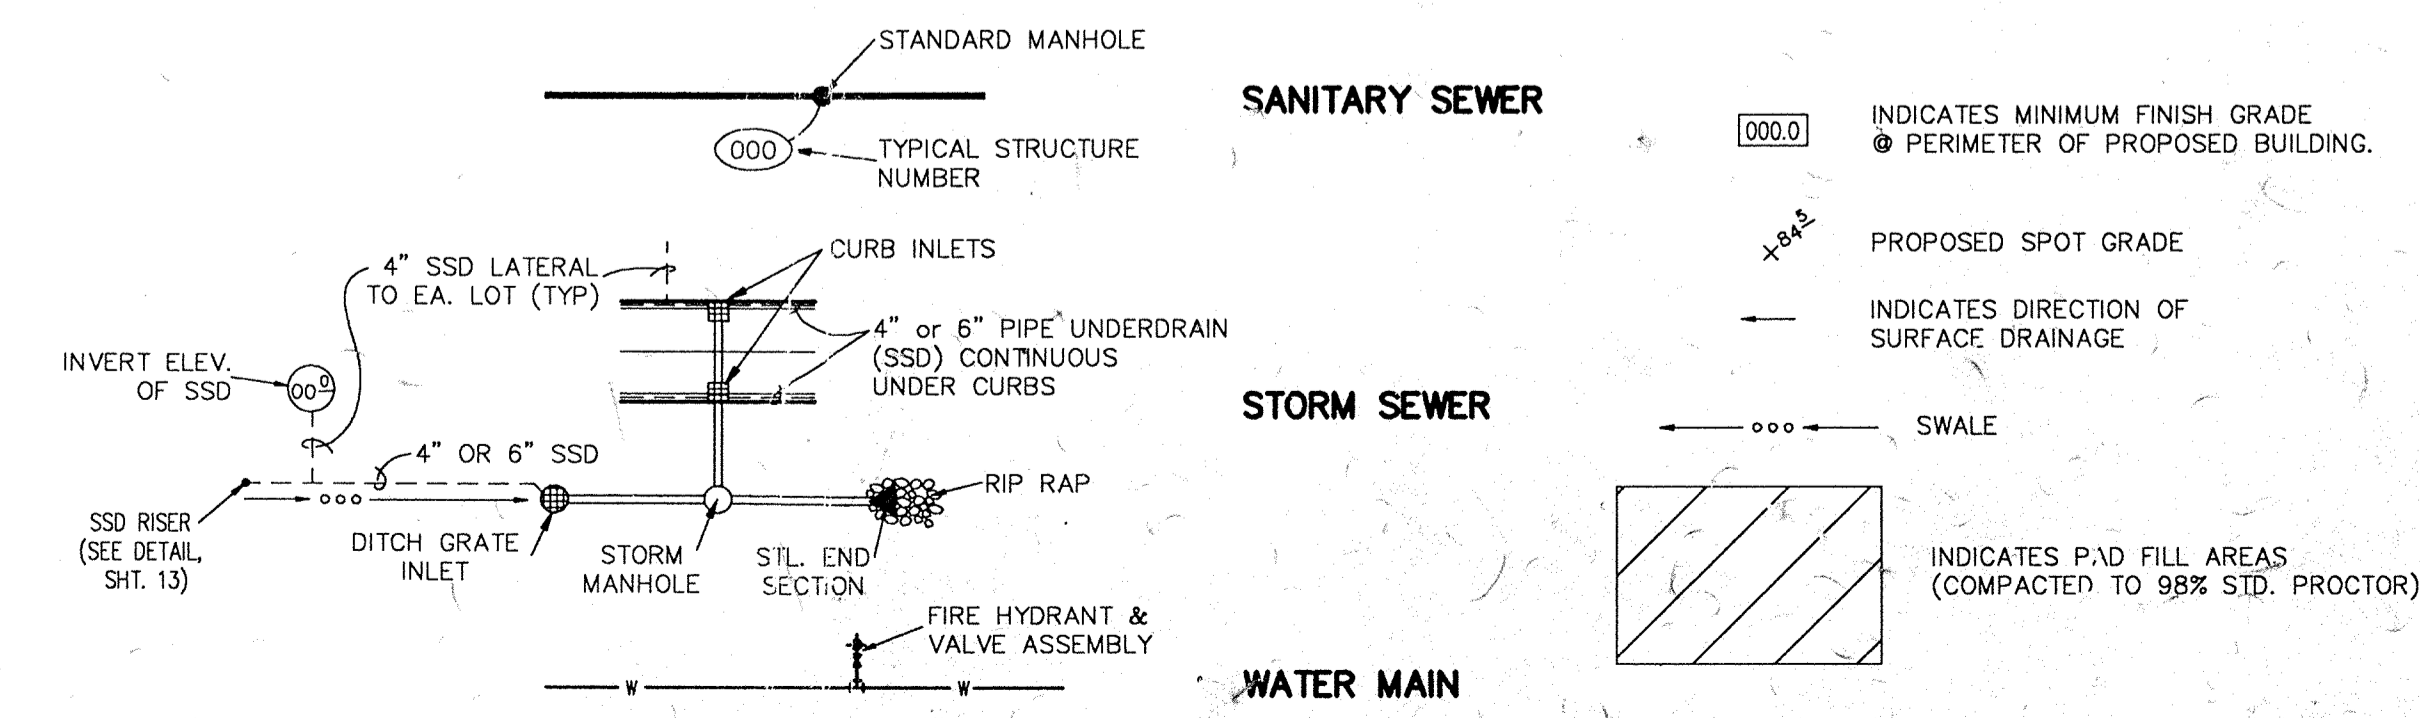 STANDARD MANHOLE
000
TYPICAL STRUCTURE
NUMBER
SANITARY SEWER
4" SSD LATERAL
TO EA. LOT (TYP)
CURB INLETS
4" or 6" PIPE UNDERDRAIN
(SSD) CONTINUOUS
UNDER CURBS
INVERT ELEV.
OF SSD
00 0
4" OR 6" SSD
STORM SEWER
RIP RAP
SSD RISER
(SEE DETAIL,
SHT. 13)
DITCH GRATE
INLET
STORM
MANHOLE
STL. END
SECTION
FIRE HYDRANT &
VALVE ASSEMBLY
W
W
WATER MAIN
000.0
INDICATES MINIMUM FINISH GRADE
@ PERIMETER OF PROPOSED BUILDING.
+84 5
PROPOSED SPOT GRADE
INDICATES DIRECTION OF
SURFACE DRAINAGE
SWALE
INDICATES PAD FILL AREAS
(COMPACTED TO 98% STD. PROCTOR)